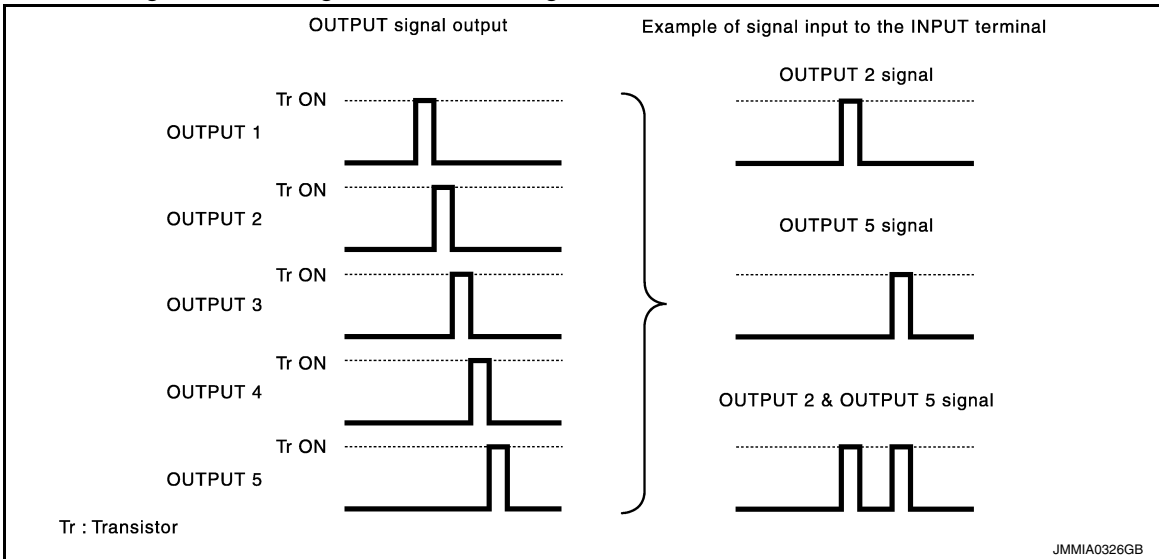 OUTPUT signal output
Example of signal input to the INPUT terminal
Tr ON
OUTPUT 1
Tr ON
OUTPUT 2
Tr ON
OUTPUT 3
Tr ON
OUTPUT 4
Tr ON
OUTPUT 5
OUTPUT 2 signal
OUTPUT 5 signal
OUTPUT 2 & OUTPUT 5 signal
Tr : Transistor
JMMIA0326GB